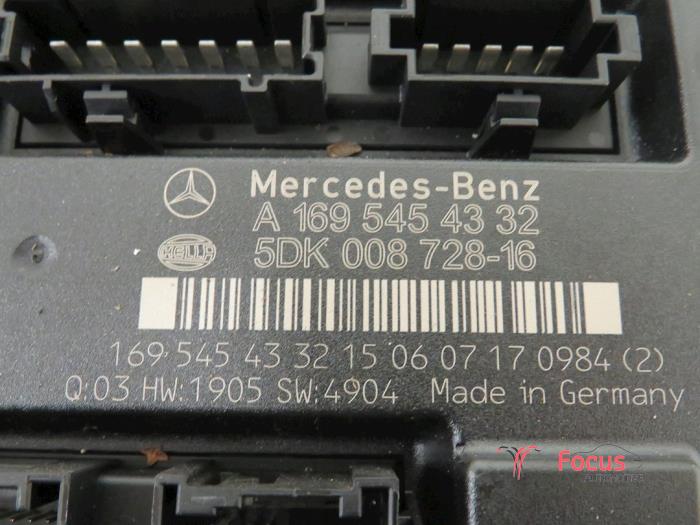 Mercedes-Benz
A 169 545 43 32
HELLA
5DK 008 728-16
169 545 43 32 15 06 07 17 0984 (2)
Q:03 HW:1905 SW:4904 Made in Germany
Focus
AUTOMOTIVE